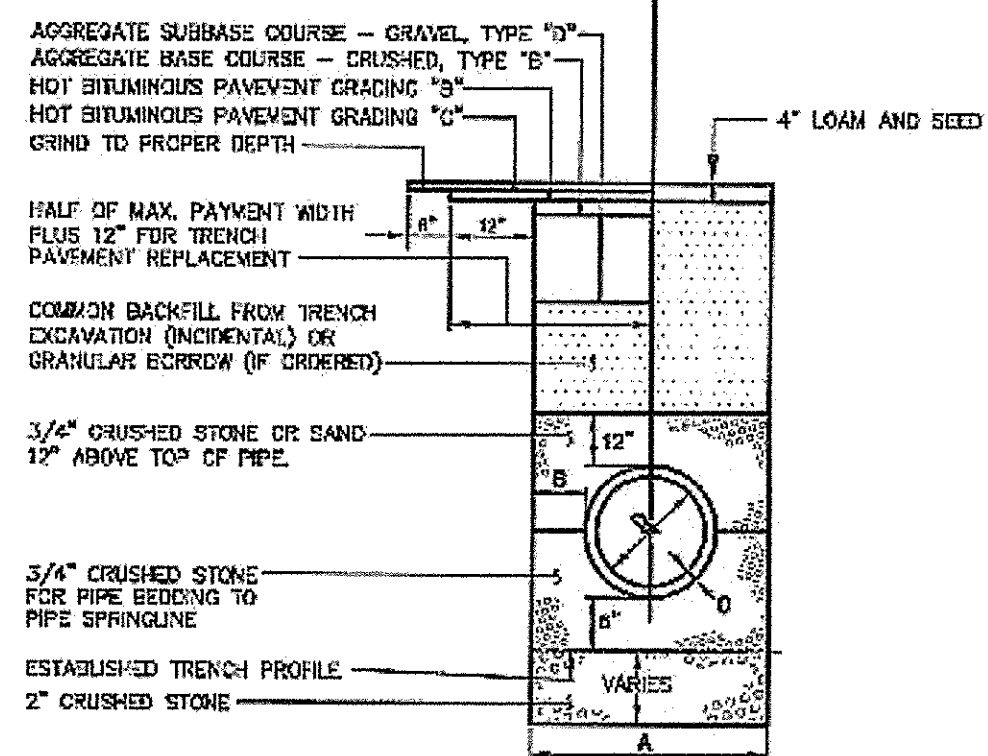 AGGREGATE SUBBASE COURSE – GRAVEL, TYPE "D"
AGGREGATE BASE COURSE – CRUSHED, TYPE "B"
HOT BITUMINOUS PAVEMENT GRADING "B"
HOT BITUMINOUS PAVEMENT GRADING "C"
GRIND TO PROPER DEPTH
4" LOAM AND SEED
HALF OF MAX. PAYMENT WIDTH
PLUS 12" FOR TRENCH
PAVEMENT REPLACEMENT
6"
12"
COMMON BACKFILL FROM TRENCH
EXCAVATION (INCIDENTAL) OR
GRANULAR BORROW (IF ORDERED)
3/4" CRUSHED STONE OR SAND
12" ABOVE TOP OF PIPE
12"
B
3/4" CRUSHED STONE
FOR PIPE BEDDING TO
PIPE SPRINGLINE
D
6"
ESTABLISHED TRENCH PROFILE
VARIES
2" CRUSHED STONE
A